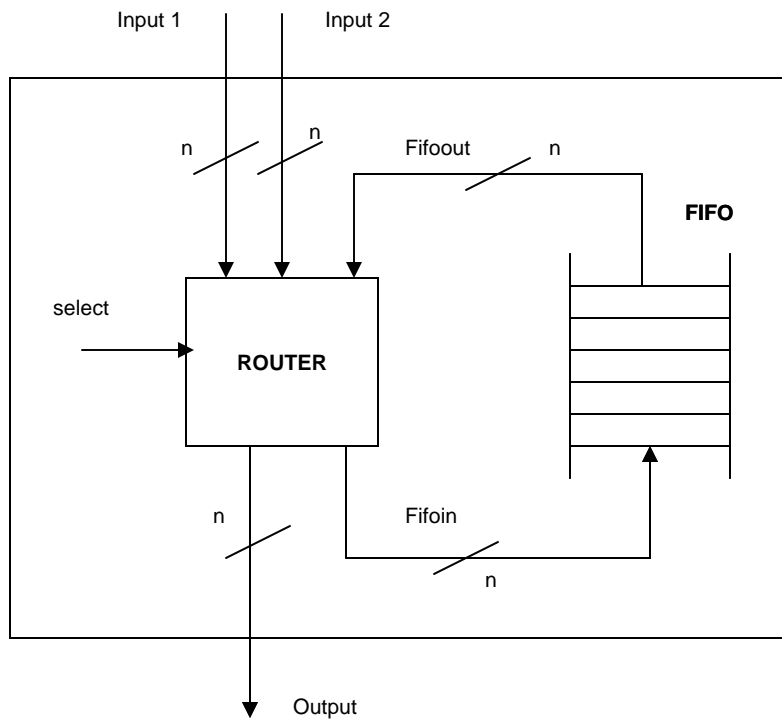 Input 1
Input 2
n
n
Fifoout
n
FIFO
select
ROUTER
n
Fifoin
n
Output